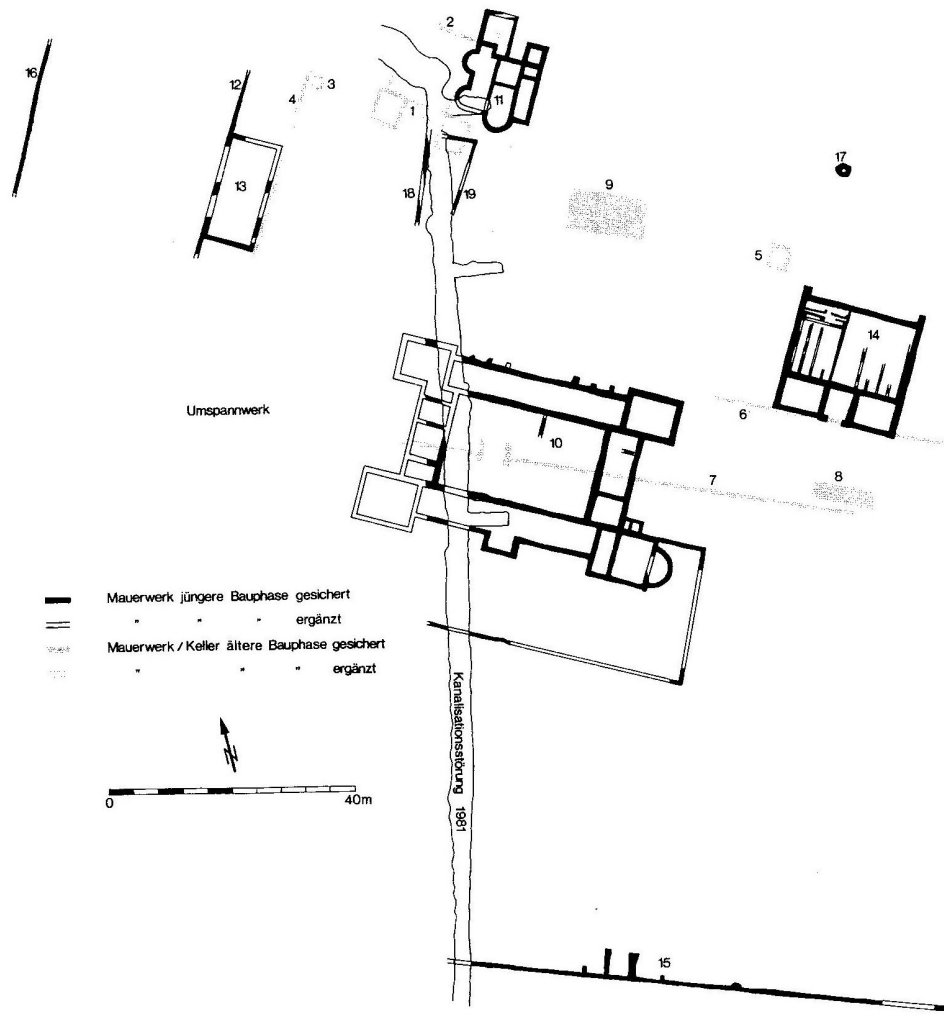 2
16
12
3
4
1
11
13
18
19
17
9
5
14
6
Umspannwerk
10
7
8
Mauerwerk jüngere Bauphase gesichert
" " " ergänzt
Mauerwerk / Keller ältere Bauphase gesichert
" " " ergänzt
N
0 40m
Kanalisationsstörung 1981
15